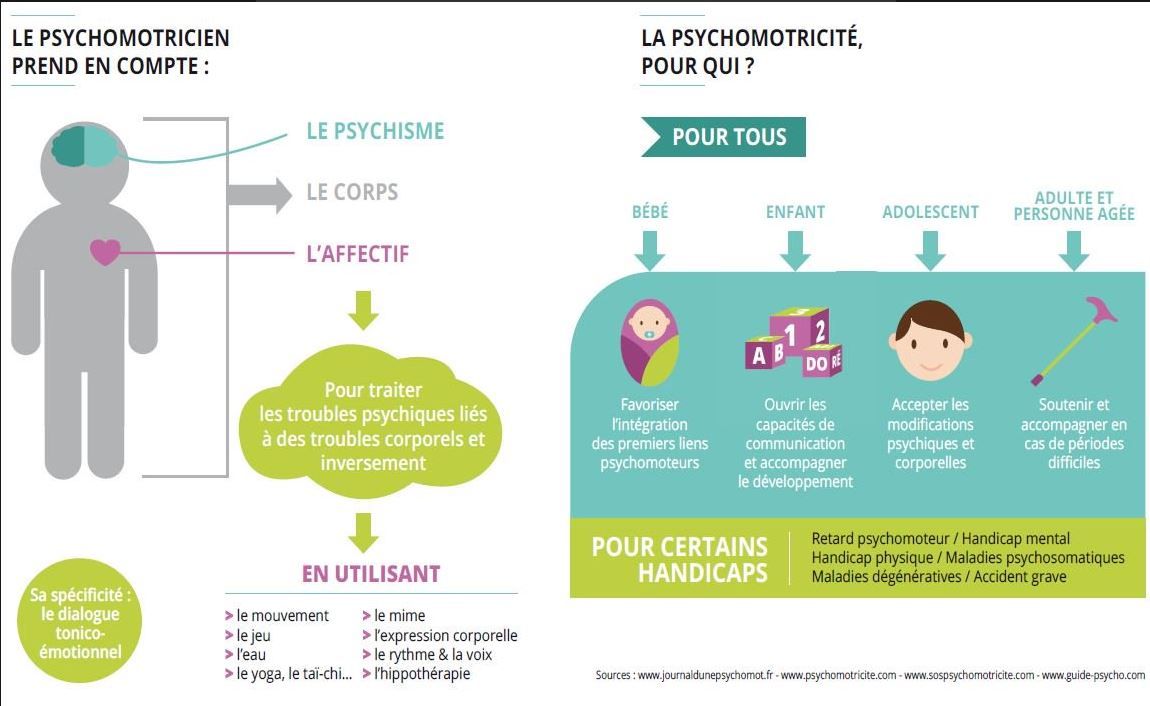 LE PSYCHOMOTRICIEN
PREND EN COMPTE :
LE PSYCHISME
LE CORPS
L'AFFECTIF
Pour traiter
les troubles psychiques liés
à des troubles corporels et
inversement
EN UTILISANT
> le mouvement
> le jeu
> l'eau
> le yoga, le taï-chi...
> le mime
> l'expression corporelle
> le rythme & la voix
> l'hippothérapie
Sa spécificité :
le dialogue
tonico-
émotionnel
LA PSYCHOMOTRICITÉ,
POUR QUI ?
POUR TOUS
BÉBÉ
ENFANT
ADOLESCENT
ADULTE ET
PERSONNE AGÉE
1 2
A B DO RÉ
Favoriser
l'intégration
des premiers liens
psychomoteurs
Ouvrir les
capacités de
communication
et accompagner
le développement
Accepter les
modifications
psychiques et
corporelles
Soutenir et
accompagner en
cas de périodes
difficiles
POUR CERTAINS
HANDICAPS
Retard psychomoteur / Handicap mental
Handicap physique / Maladies psychosomatiques
Maladies dégénératives / Accident grave
Sources : www.journaldunepsychomot.fr - www.psychomotricite.com - www.sospsychomotricite.com - www.guide-psycho.com